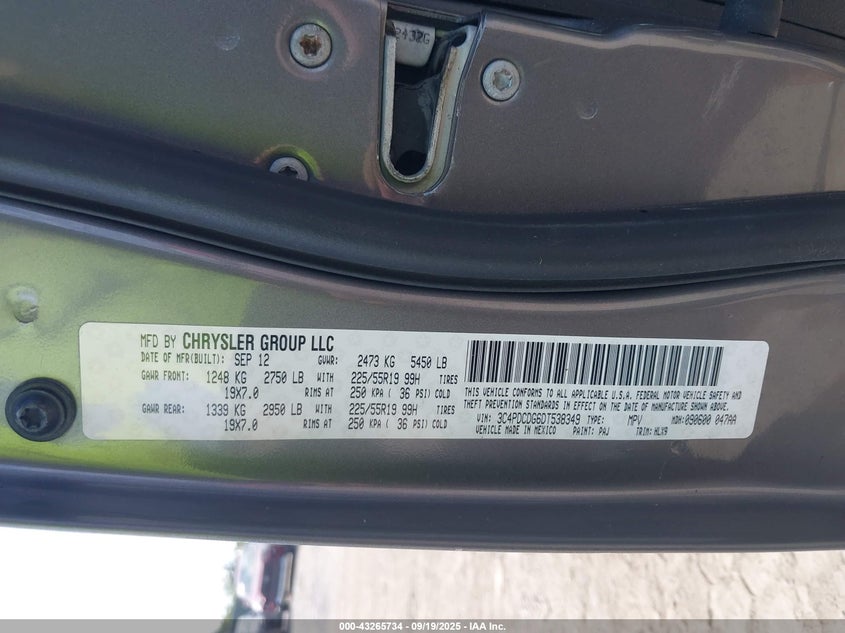 2432G
MFD BY CHRYSLER GROUP LLC
DATE OF MFR(BUILT): SEP 12 GVWR: 2473 KG 5450 LB
GAWR FRONT: 1248 KG 2750 LB WITH 225/55R19 99H TIRES
19X7.0 RIMS AT 250 KPA ( 36 PSI) COLD
GAWR REAR: 1339 KG 2950 LB WITH 225/55R19 99H TIRES
19X7.0 RIMS AT 250 KPA ( 36 PSI) COLD
THIS VEHICLE CONFORMS TO ALL APPLICABLE U.S.A. FEDERAL MOTOR VEHICLE SAFETY AND
THEFT PREVENTION STANDARDS IN EFFECT ON THE DATE OF MANUFACTURE SHOWN ABOVE.
VIN: 3C4PDCDG6DT538349 TYPE: MPV MDH: 090600 047AA
VEHICLE MADE IN MEXICO PAINT: PAJ TRIM: HLX9
000-43265734 - 09/19/2025 - IAA Inc.